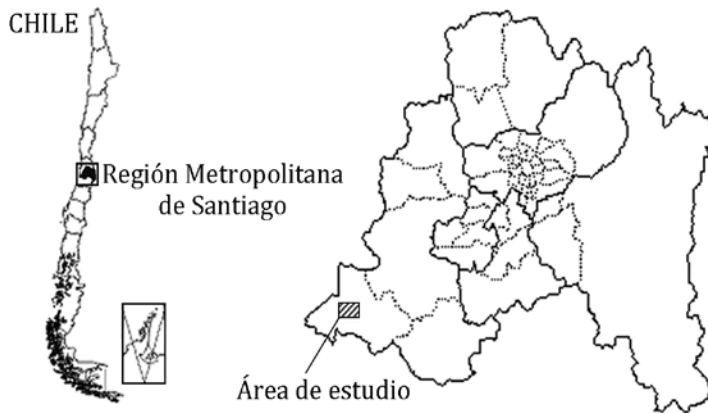 CHILE
Región Metropolitana
de Santiago
Área de estudio